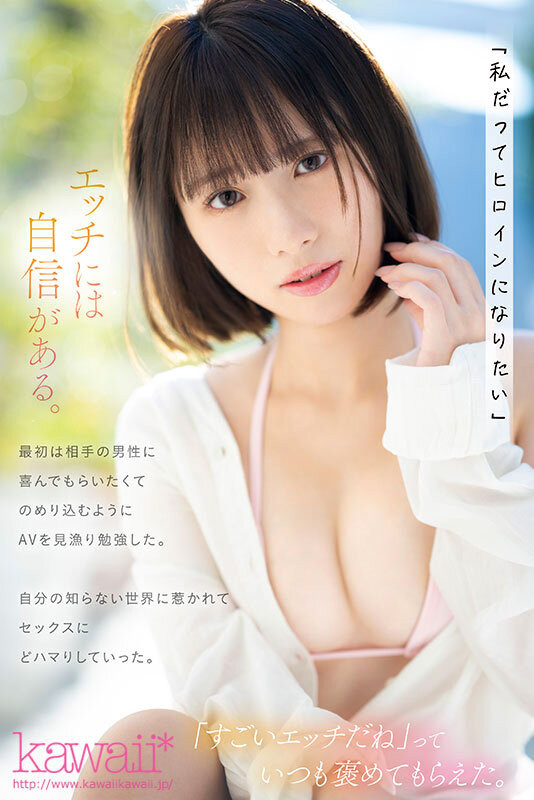 「私だってヒロインになりたい」
エッチには
自信がある。
最初は相手の男性に
喜んでもらいたくて
のめり込むように
AVを見漁り勉強した。
自分の知らない世界に惹かれて
セックスに
どハマりしていった。
「すごいエッチだね」って
いつも褒めてもらえた。
kawaii*
http://www.kawaiikawaii.jp/